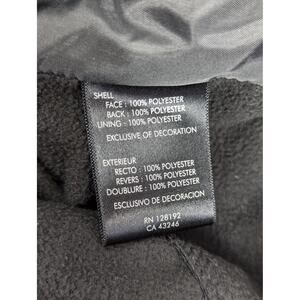 SHELL
FACE : 100% POLYESTER
BACK : 100% POLYESTER
LINING : 100% POLYESTER
EXCLUSIVE OF DECORATION
EXTERIEUR
RECTO : 100% POLYESTER
REVERS : 100% POLYESTER
DOUBLURE : 100% POLYESTER
ESCLUSIVO DE DECORACION
RN 128192
CA 43246